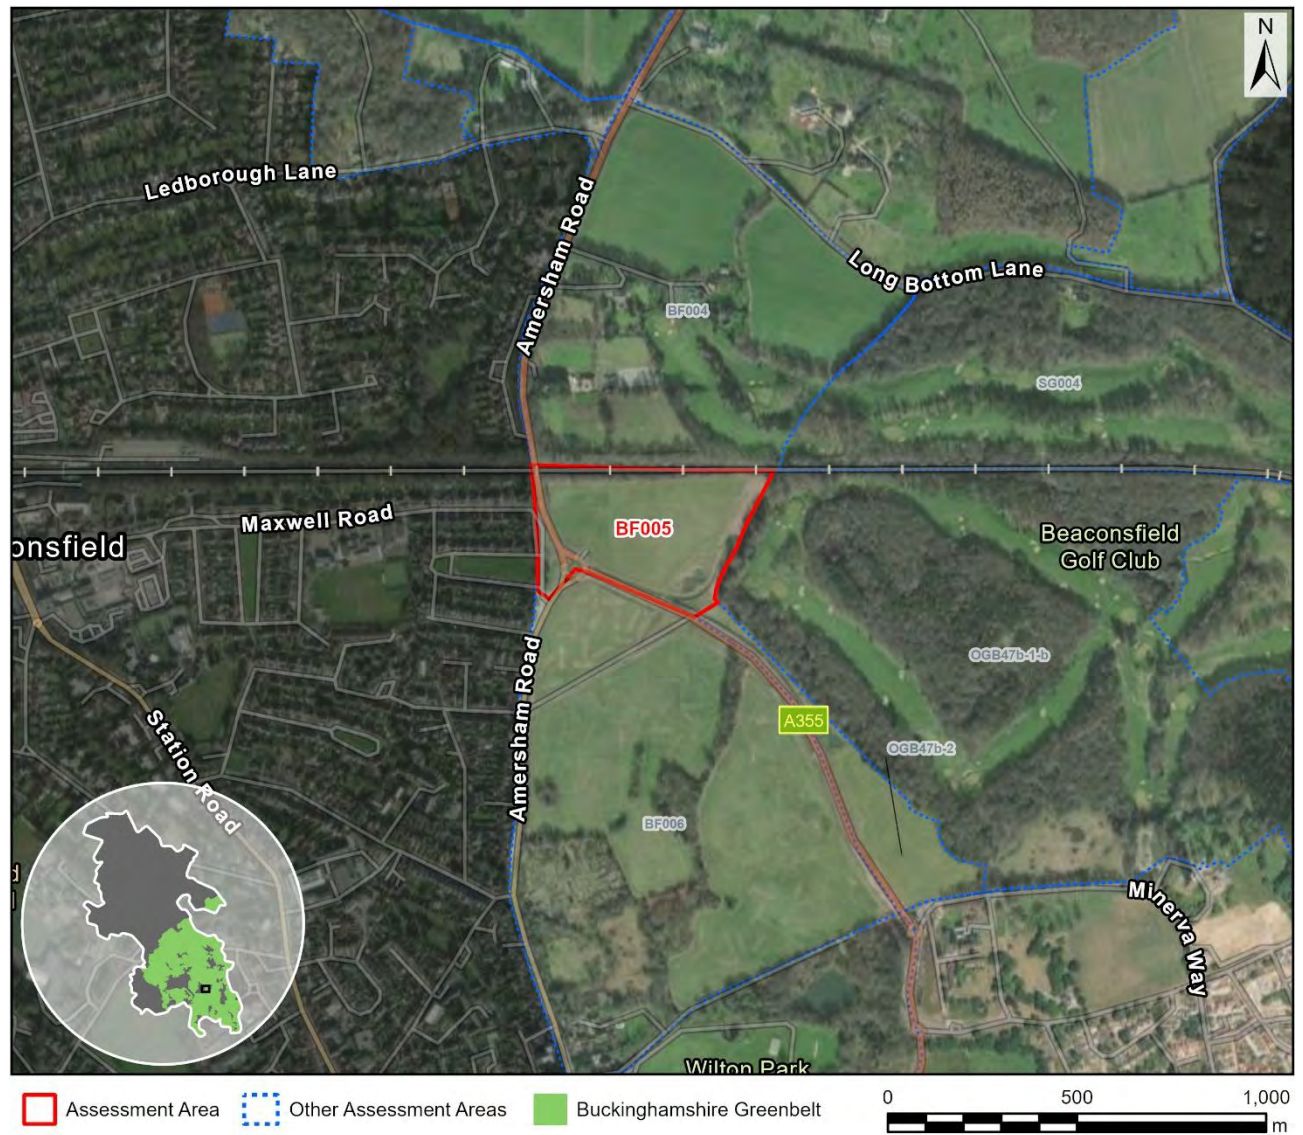 N
Ledborough Lane
Amersham Road
Long Bottom Lane
BF004
SG004
Maxwell Road
onsfield
BF005
Beaconsfield
Golf Club
OGB47b-1-b
Amersham Road
Station Road
A355
OGB47b-2
BF006
d
Minerva Way
Wilton Park
Assessment Area
Other Assessment Areas
Buckinghamshire Greenbelt
0 500 1,000
m